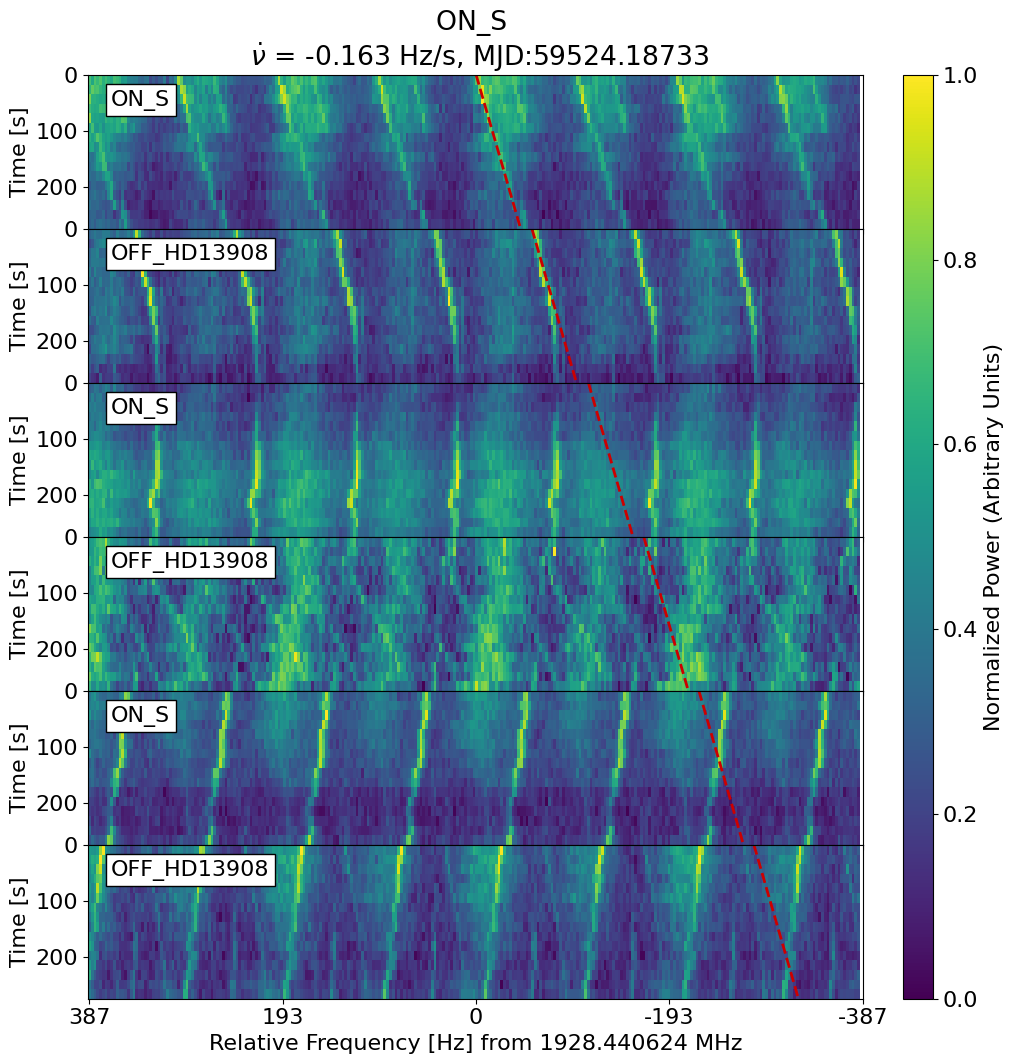 ON_S
ν̇ = -0.163 Hz/s, MJD:59524.18733
0
100
200
Time [s]
ON_S
0
100
200
Time [s]
OFF_HD13908
0
100
200
Time [s]
ON_S
0
100
200
Time [s]
OFF_HD13908
0
100
200
Time [s]
ON_S
0
100
200
Time [s]
OFF_HD13908
387 193 0 -193 -387
Relative Frequency [Hz] from 1928.440624 MHz
1.0
0.8
0.6
0.4
0.2
0.0
Normalized Power (Arbitrary Units)